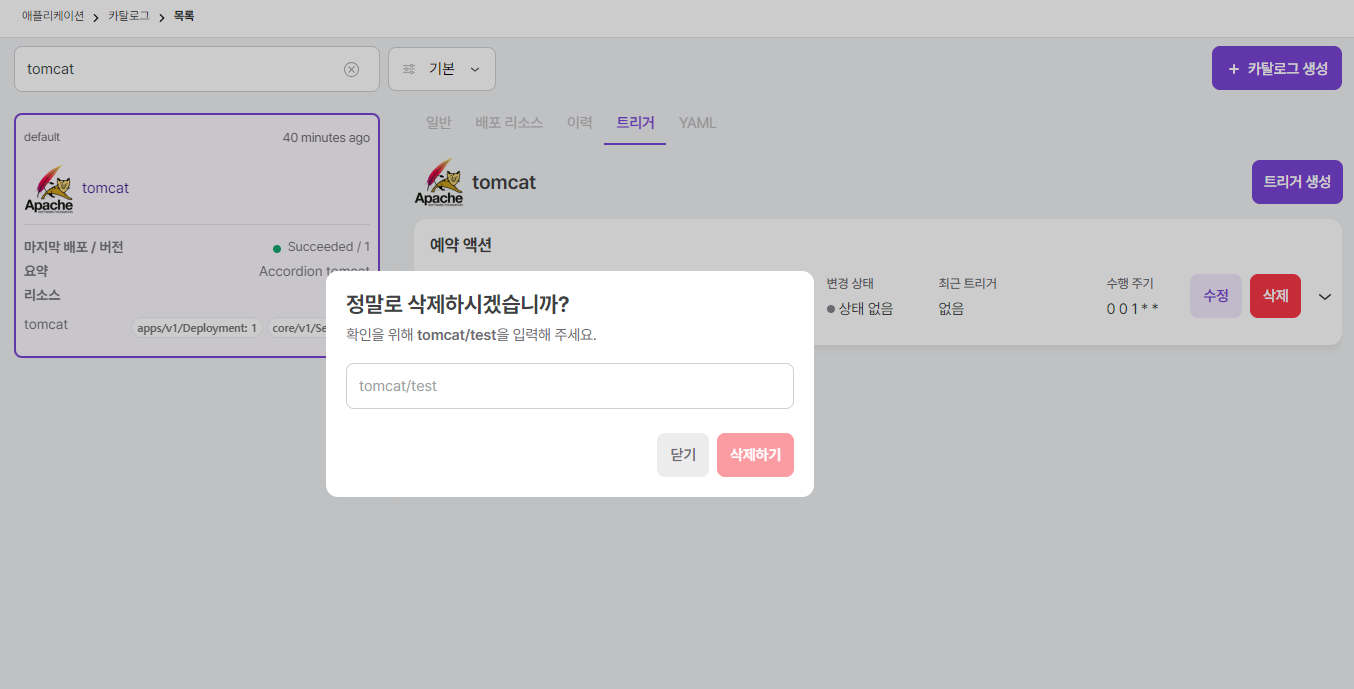 애플리케이션 > 카탈로그 > 목록
tomcat
기본
+ 카탈로그 생성
default
40 minutes ago
Apache
tomcat
마지막 배포 / 버전
Succeeded / 1
요약
Accordion tomcat
리소스
tomcat
apps/v1/Deployment: 1
core/v1/Se
일반
배포 리소스
이력
트리거
YAML
Apache
tomcat
트리거 생성
예약 액션
변경 상태
상태 없음
최근 트리거
없음
수행 주기
0 0 1 * *
수정
삭제
정말로 삭제하시겠습니까?
확인을 위해 tomcat/test을 입력해 주세요.
tomcat/test
닫기
삭제하기